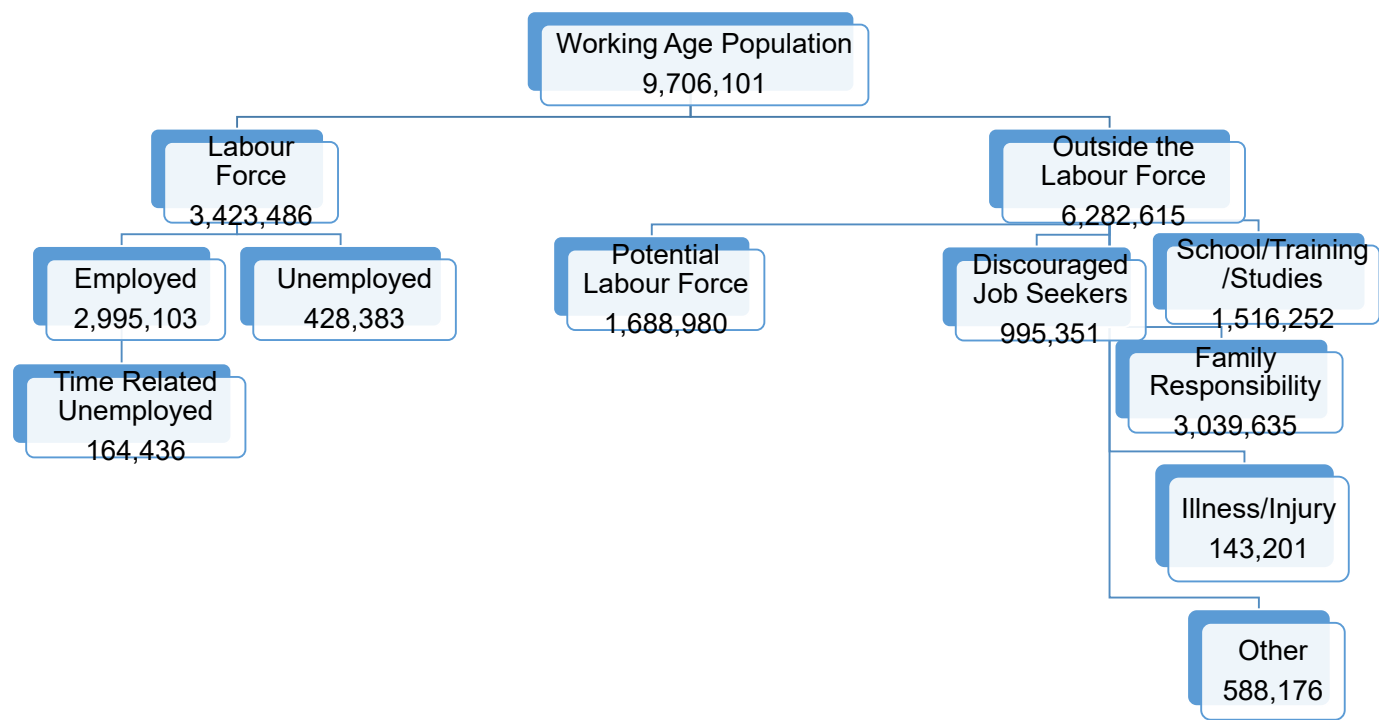 Working Age Population
9,706,101
Labour
Force
3,423,486
Outside the
Labour Force
6,282,615
Employed
2,995,103
Unemployed
428,383
Potential
Labour Force
1,688,980
Discouraged
Job Seekers
995,351
School/Training
/Studies
1,516,252
Time Related
Unemployed
164,436
Family
Responsibility
3,039,635
Illness/Injury
143,201
Other
588,176